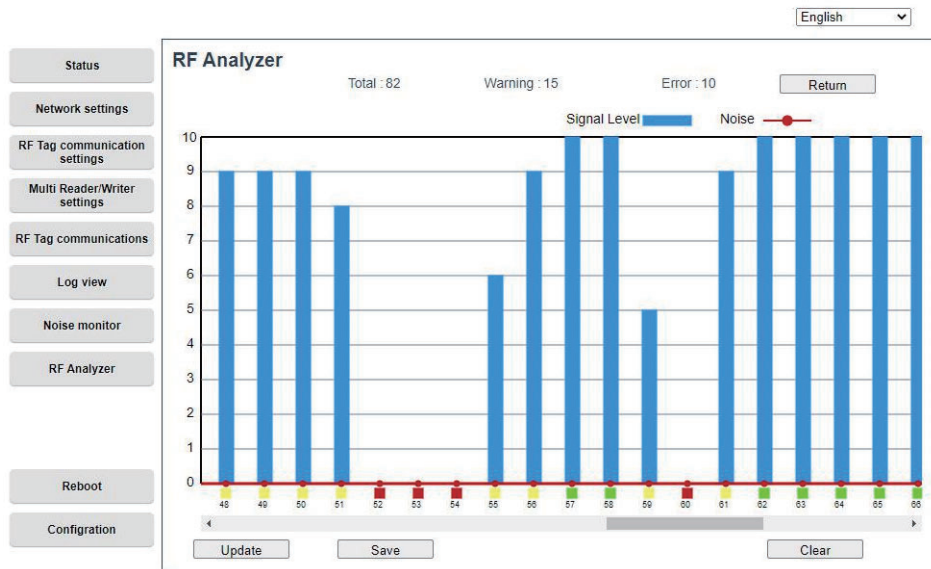 English
Status
Network settings
RF Tag communication
settings
Multi Reader/Writer
settings
RF Tag communications
Log view
Noise monitor
RF Analyzer
Reboot
Configration
RF Analyzer
Total : 82 Warning : 15 Error : 10 Return
Signal Level Noise
10
9
8
7
6
5
4
3
2
1
0
48 49 50 51 52 53 54 55 56 57 58 59 60 61 62 63 64 65 66
Update Save Clear